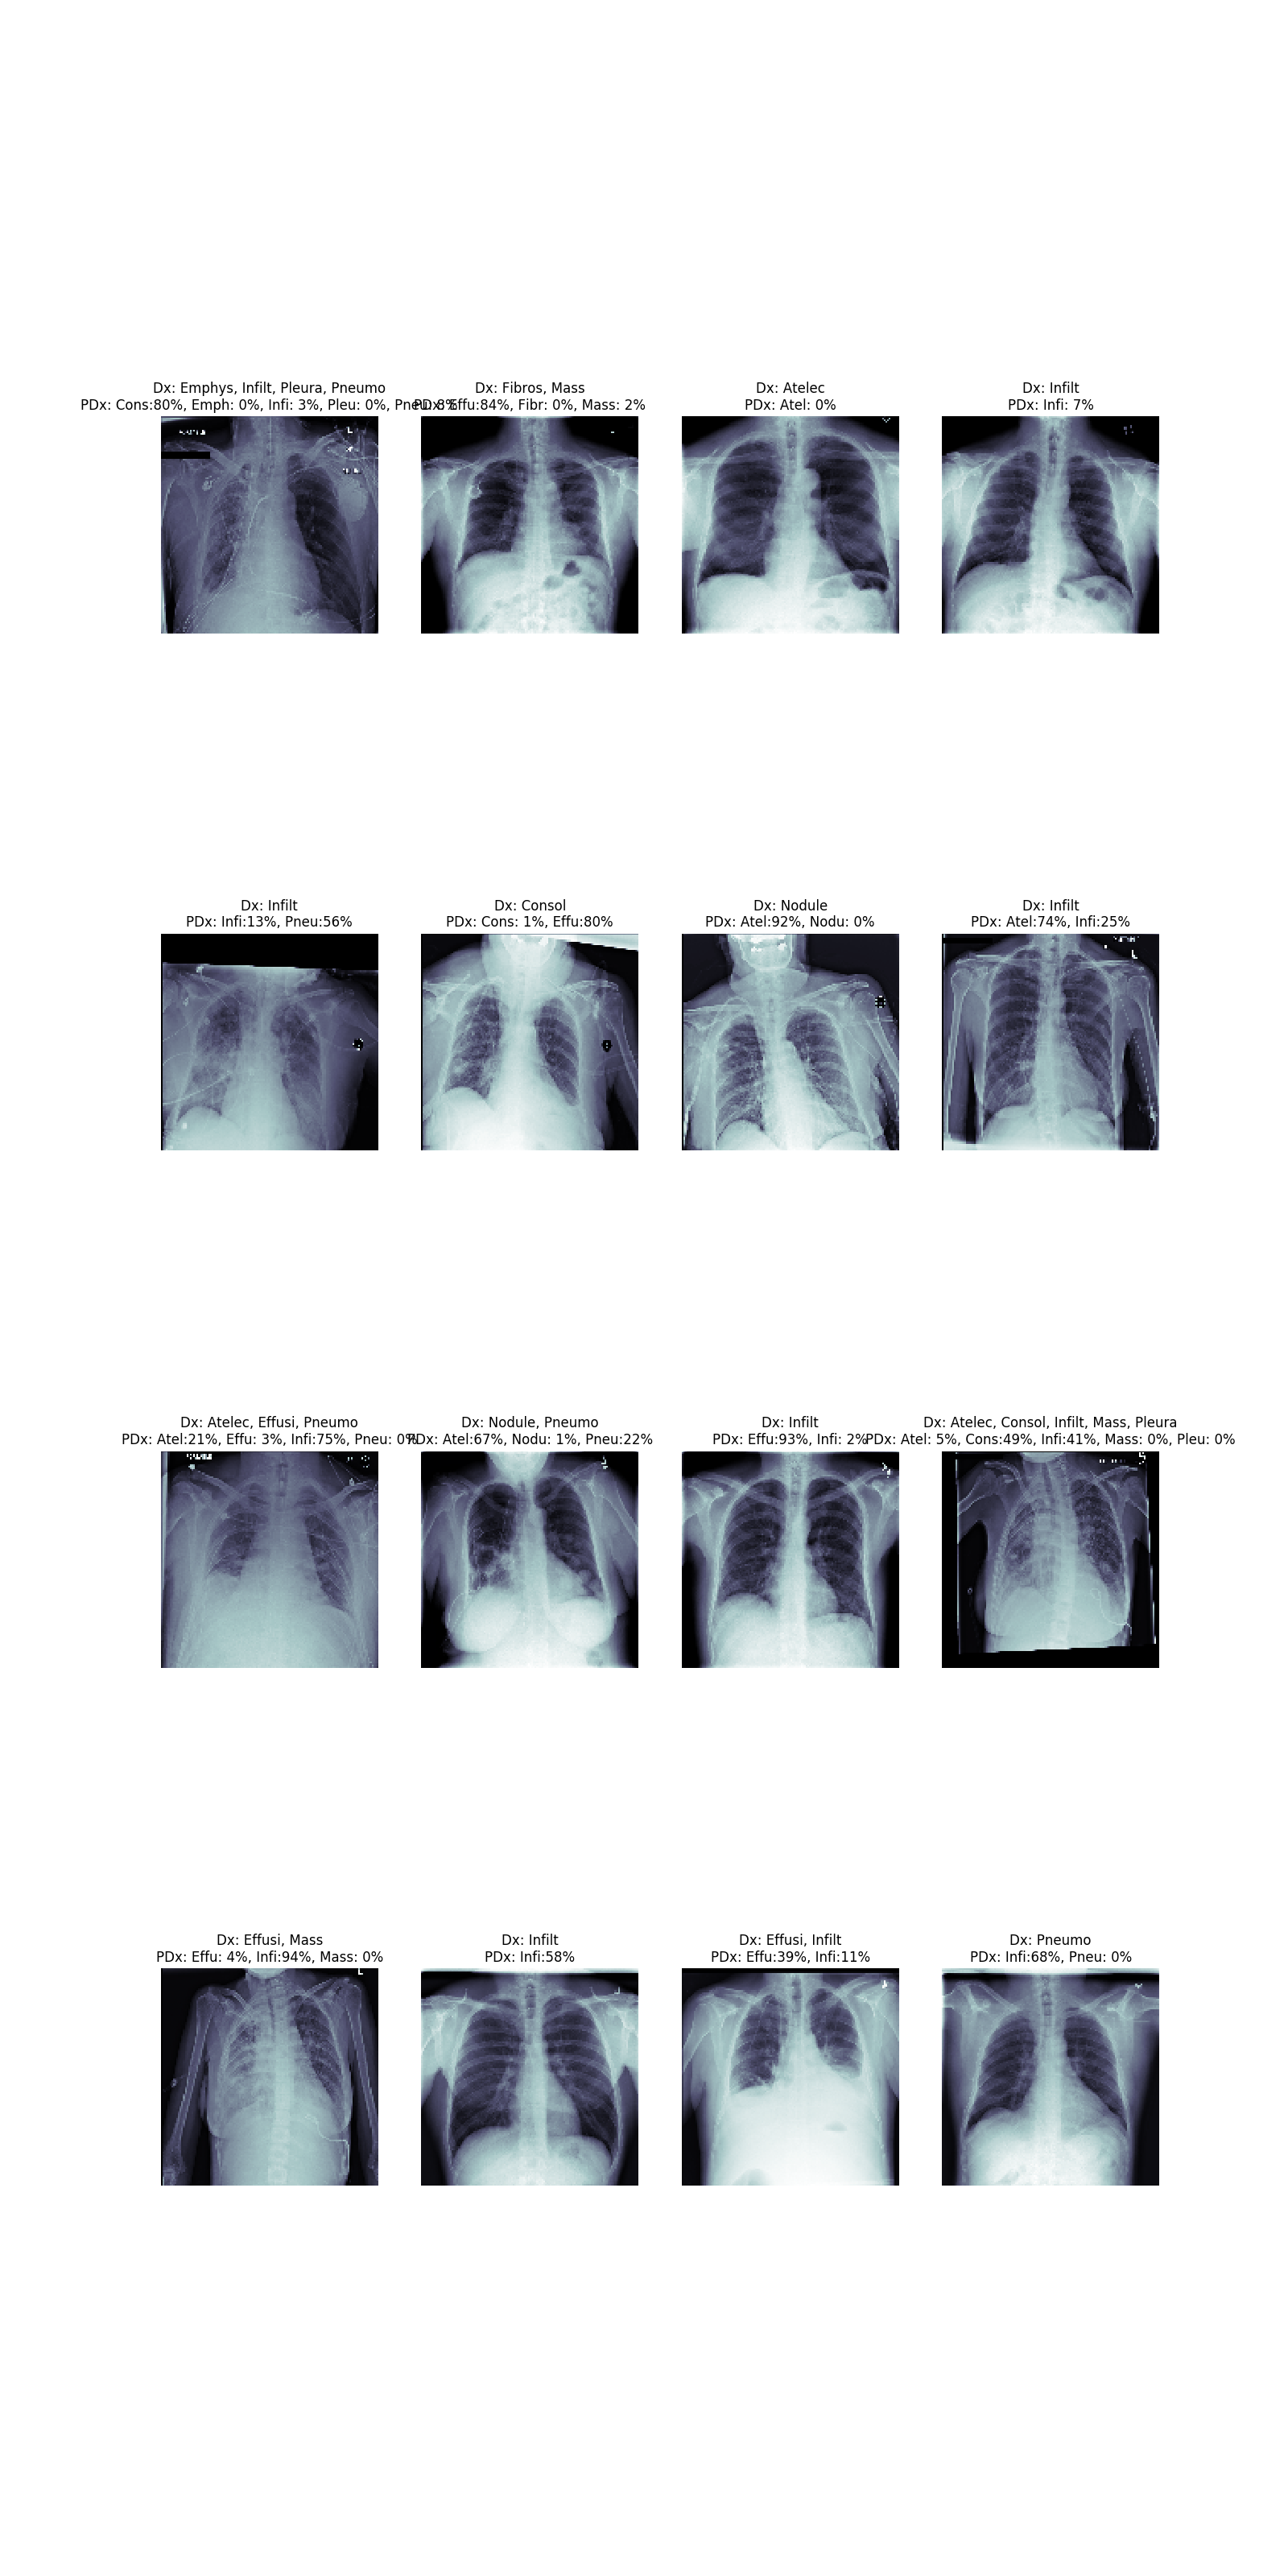 Dx: Emphys, Infilt, Pleura, Pneumo
PDx: Cons:80%, Emph: 0%, Infi: 3%, Pleu: 0%, Pneu: 8%
Dx: Fibros, Mass
PDx: Effu:84%, Fibr: 0%, Mass: 2%
Dx: Atelec
PDx: Atel: 0%
Dx: Infilt
PDx: Infi: 7%
Dx: Infilt
PDx: Infi:13%, Pneu:56%
Dx: Consol
PDx: Cons: 1%, Effu:80%
Dx: Nodule
PDx: Atel:92%, Nodu: 0%
Dx: Infilt
PDx: Atel:74%, Infi:25%
Dx: Atelec, Effusi, Pneumo
PDx: Atel:21%, Effu: 3%, Infi:75%, Pneu: 0%
Dx: Nodule, Pneumo
PDx: Atel:67%, Nodu: 1%, Pneu:22%
Dx: Infilt
PDx: Effu:93%, Infi: 2%
Dx: Atelec, Consol, Infilt, Mass, Pleura
PDx: Atel: 5%, Cons:49%, Infi:41%, Mass: 0%, Pleu: 0%
Dx: Effusi, Mass
PDx: Effu: 4%, Infi:94%, Mass: 0%
Dx: Infilt
PDx: Infi:58%
Dx: Effusi, Infilt
PDx: Effu:39%, Infi:11%
Dx: Pneumo
PDx: Infi:68%, Pneu: 0%